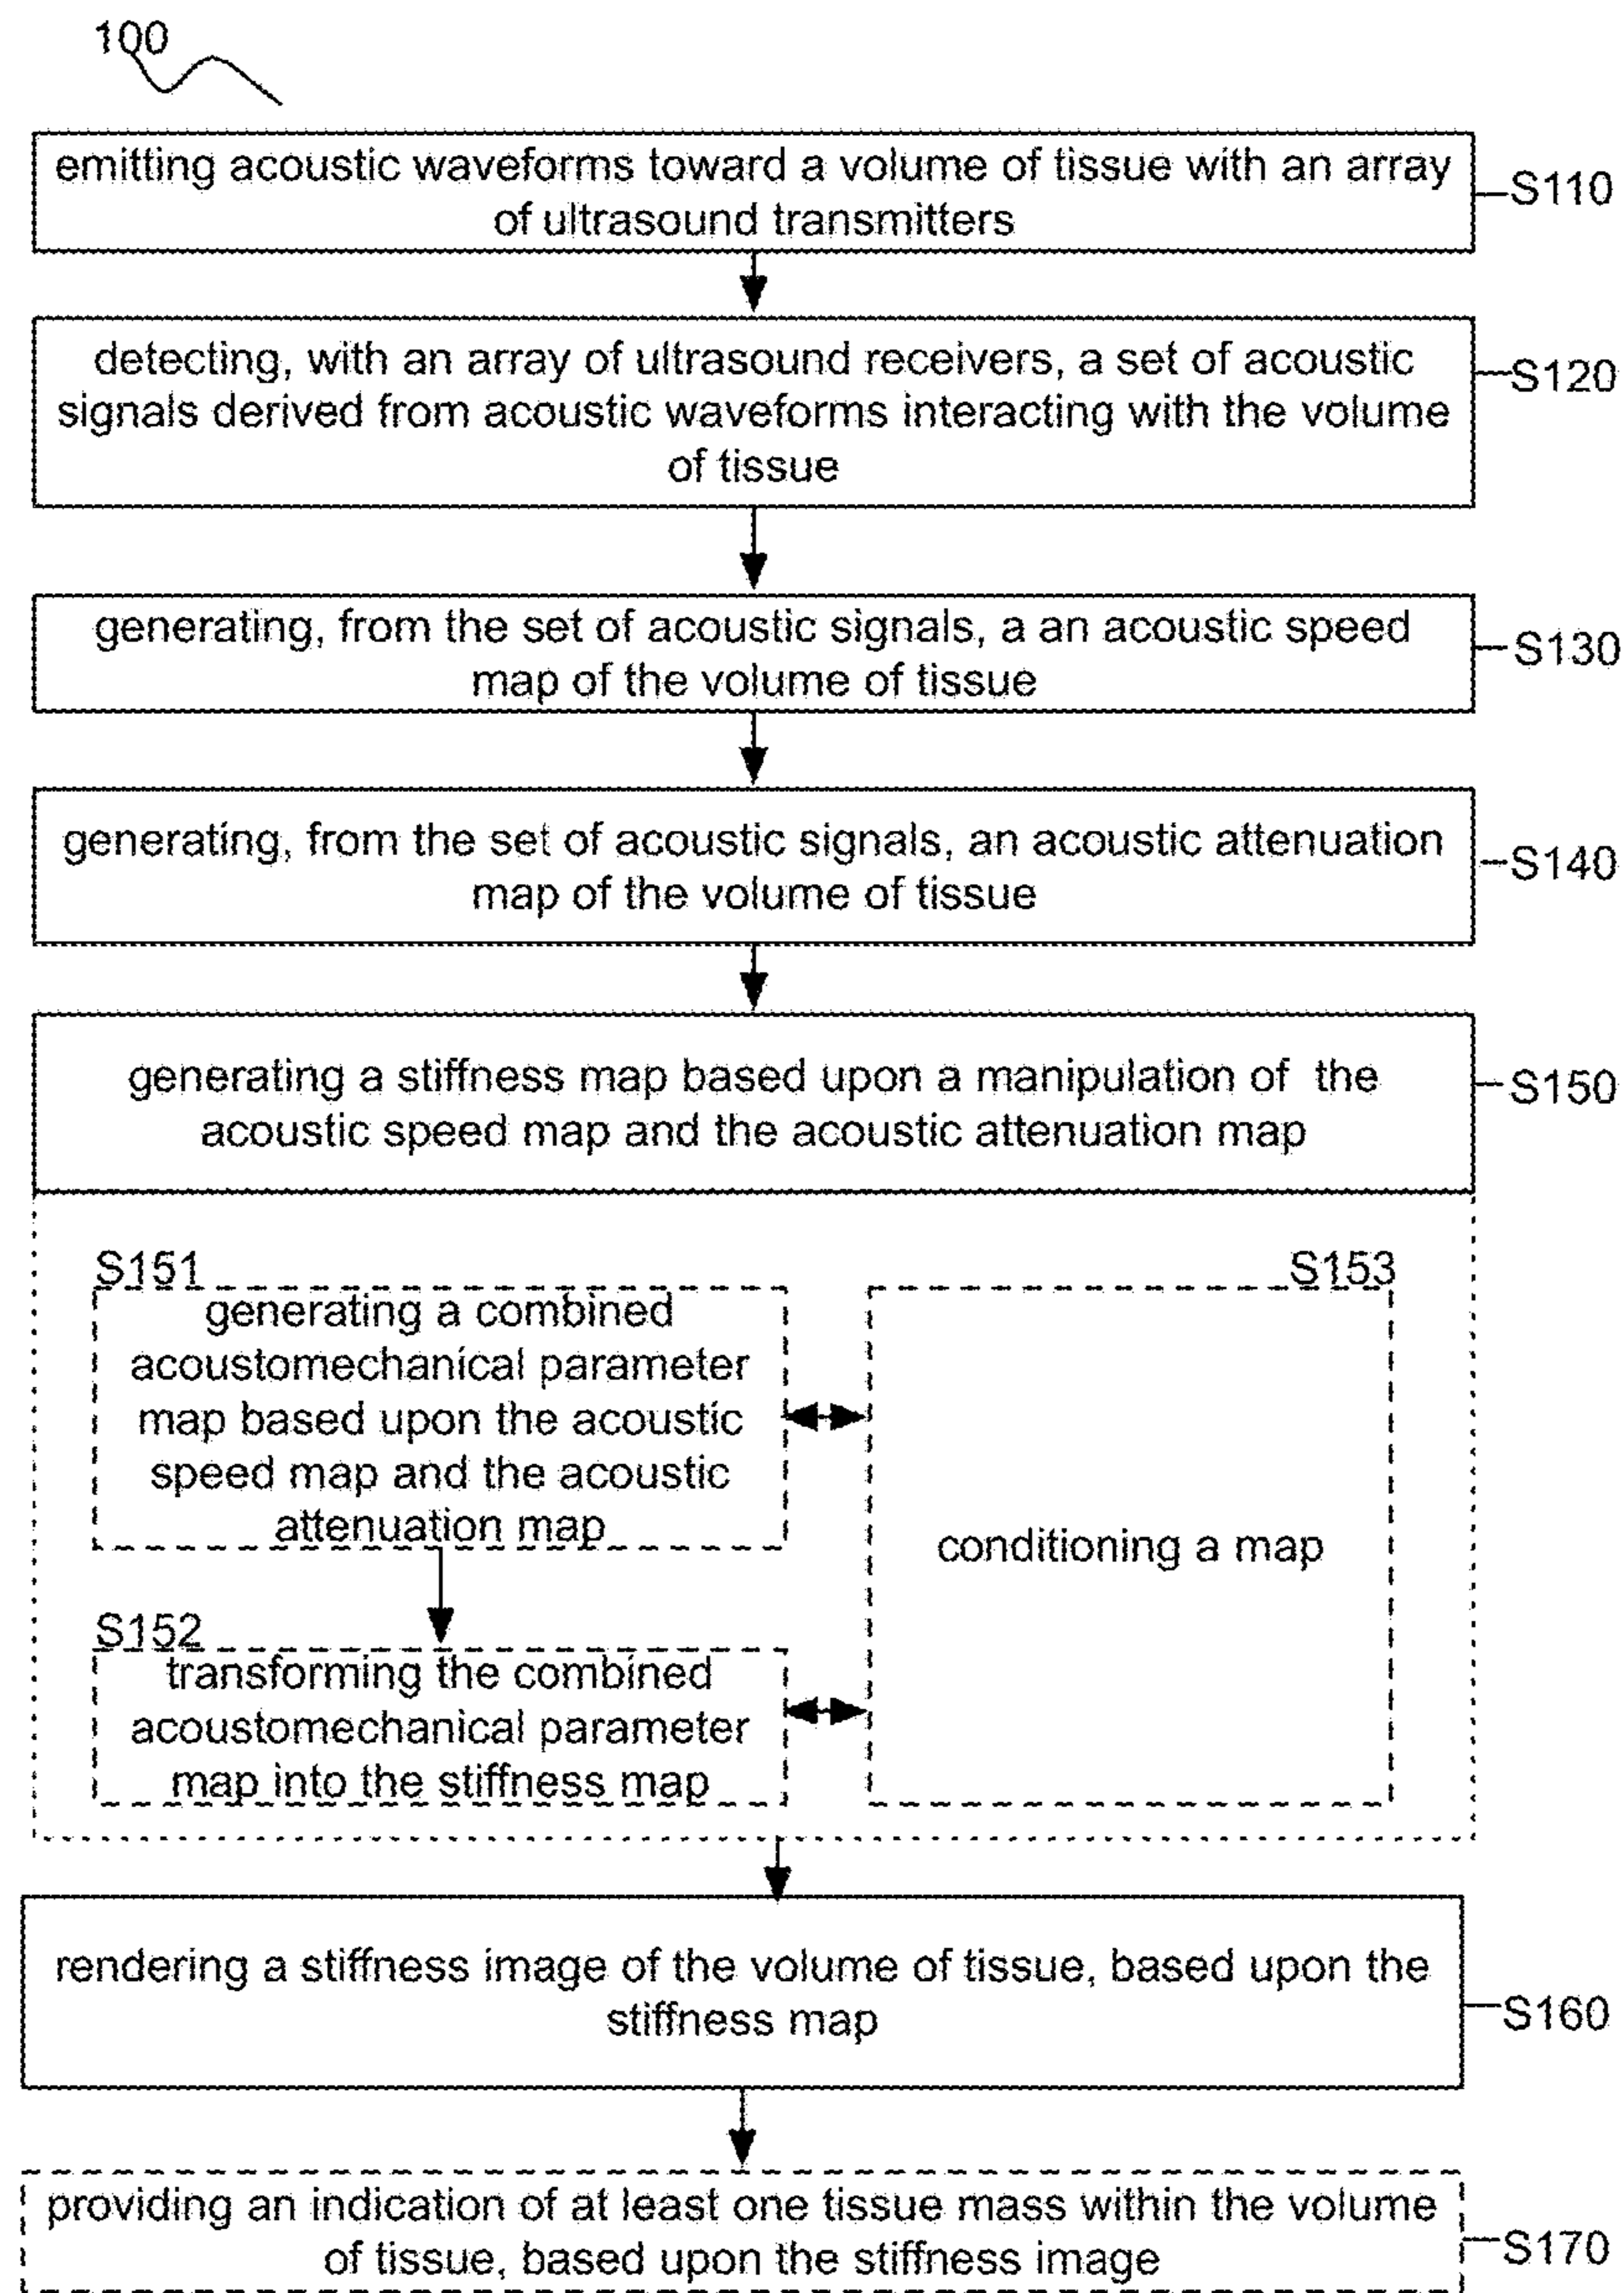 100
emitting acoustic waveforms toward a volume of tissue with an array
of ultrasound transmitters
S110
detecting, with an array of ultrasound receivers, a set of acoustic
signals derived from acoustic waveforms interacting with the volume
of tissue
S120
generating, from the set of acoustic signals, a an acoustic speed
map of the volume of tissue
S130
generating, from the set of acoustic signals, an acoustic attenuation
map of the volume of tissue
S140
generating a stiffness map based upon a manipulation of the
acoustic speed map and the acoustic attenuation map
S150
S151
generating a combined
acoustomechanical parameter
map based upon the acoustic
speed map and the acoustic
attenuation map
S152
transforming the combined
acoustomechanical parameter
map into the stiffness map
S153
conditioning a map
rendering a stiffness image of the volume of tissue, based upon the
stiffness map
S160
providing an indication of at least one tissue mass within the volume
of tissue, based upon the stiffness image
S170